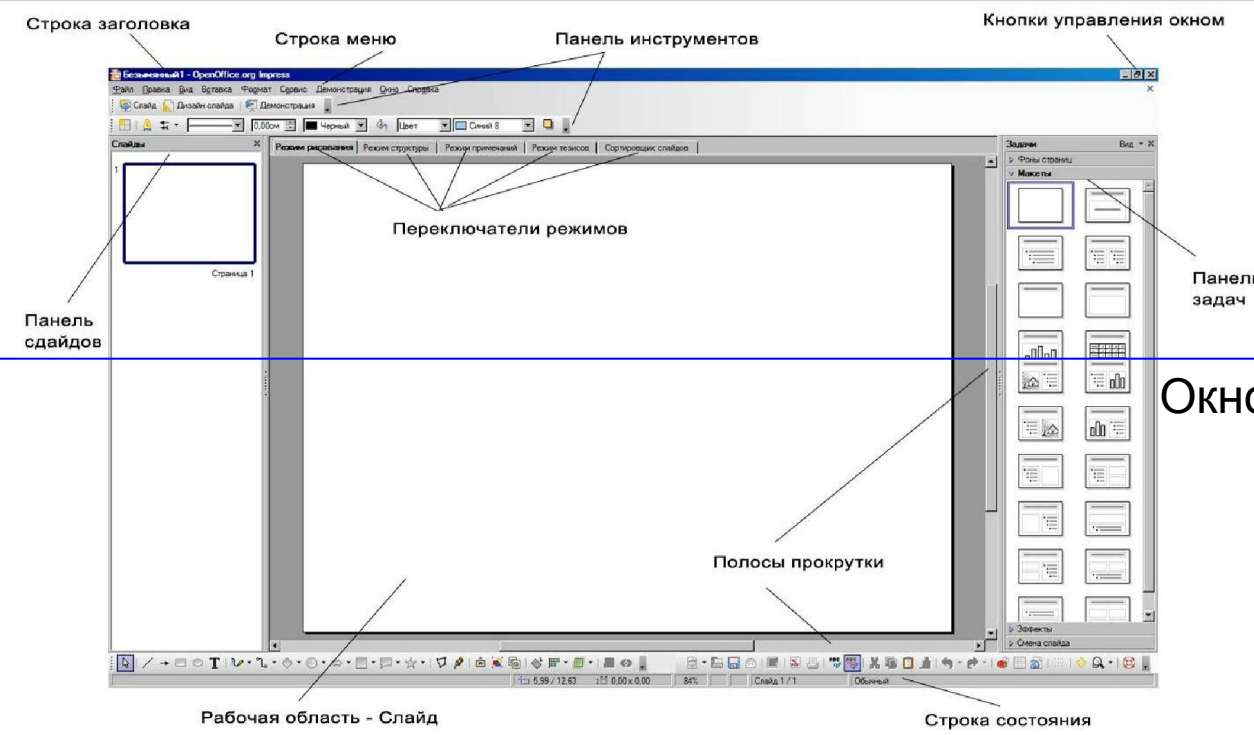 Строка заголовка
Кнопки управления окном
Строка меню
Панель инструментов
Безымянный1 - OpenOffice.org Impress
Файл Правка Вид Вставка Формат Сервис Демонстрация Окно Справка
Слайд Дизайн слайда Демонстрация
0,00см Черный Цвет Синий 8
Слайды
Режим рисования Режим структуры Режим примечаний Режим тезисов Сортировщик слайдов
Задачи Вид
Фоны страниц
Макеты
1
Переключатели режимов
Страница 1
Панель
задач
Панель
сдайдов
Окно
Полосы прокрутки
Эффекты
Смена слайда
5,99 / 12,63 0,00 x 0,00 84% Слайд 1 / 1 Обычный
Рабочая область - Слайд
Строка состояния